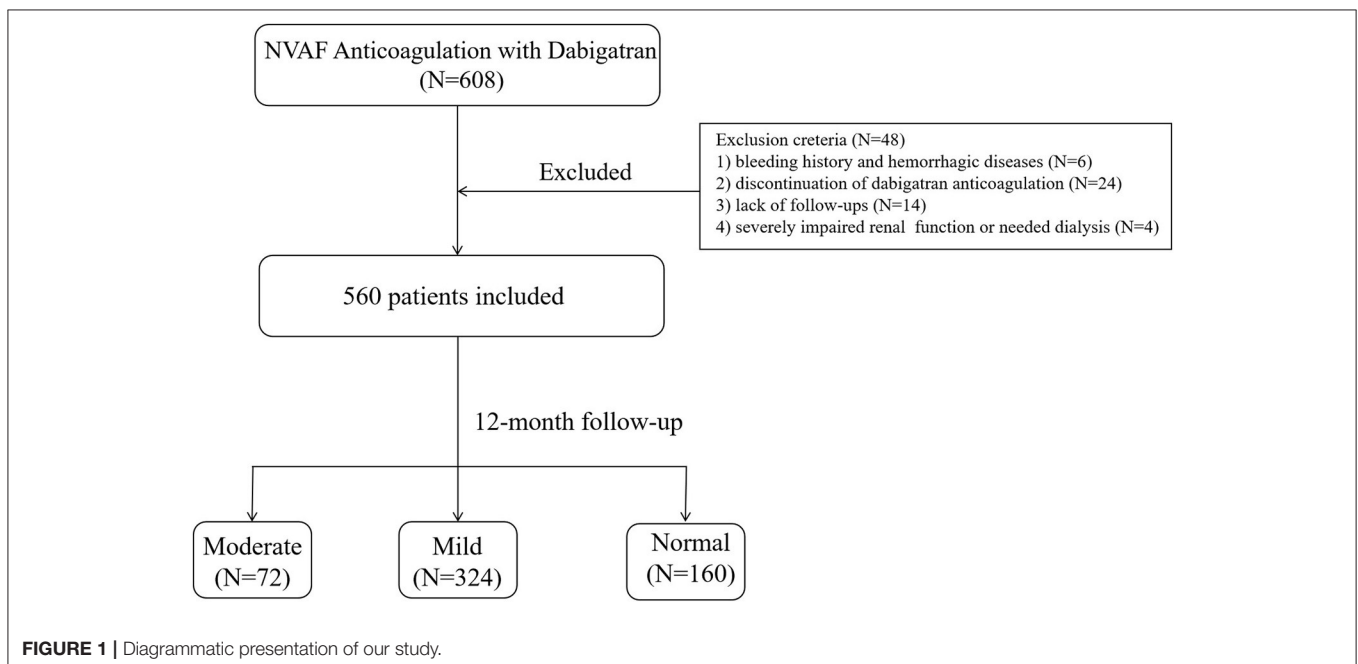 NVAF Anticoagulation with Dabigatran
(N=608)
Exclusion creteria (N=48)
1) bleeding history and hemorrhagic diseases (N=6)
2) discontinuation of dabigatran anticoagulation (N=24)
3) lack of follow-ups (N=14)
4) severely impaired renal function or needed dialysis (N=4)
Excluded
560 patients included
12-month follow-up
Moderate
(N=72)
Mild
(N=324)
Normal
(N=160)
FIGURE 1 | Diagrammatic presentation of our study.